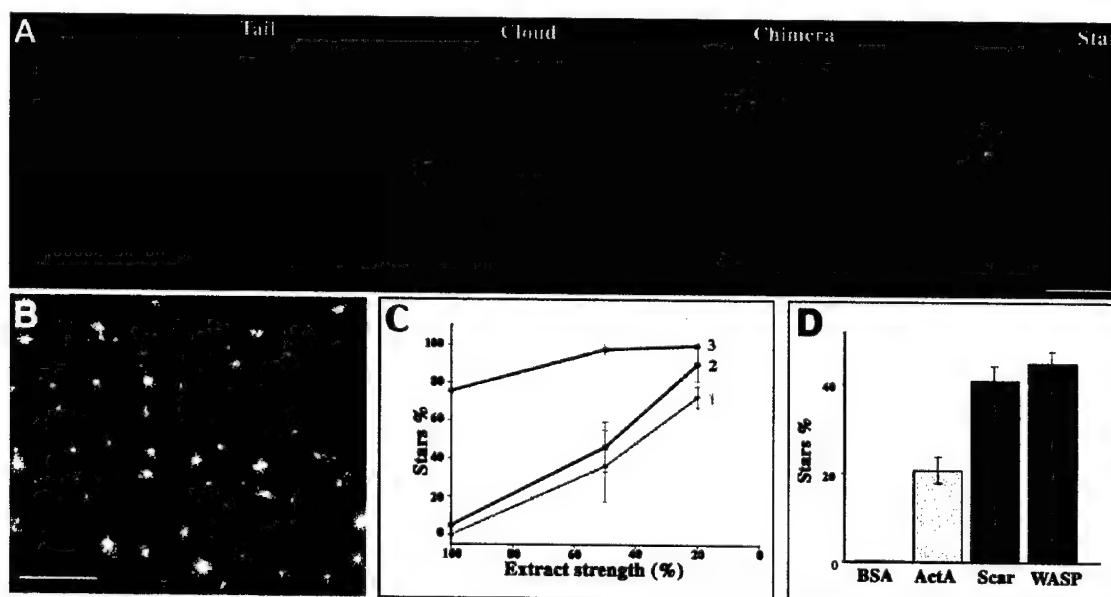 A
Tail
Cloud
Chimera
Sta
B
C
100
80
60
40
20
0
Stars %
3
2
1
100 80 60 40 20 0
Extract strength (%)
D
40
20
0
Stars %
BSA ActA Scar WASP